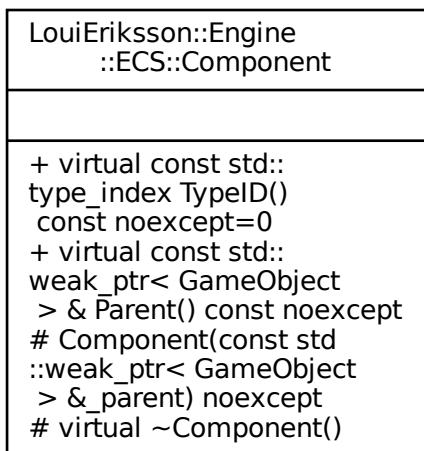 LouiEriksson::Engine
::ECS::Component
+ virtual const std::
type_index TypeID()
const noexcept=0
+ virtual const std::
weak_ptr< GameObject
> & Parent() const noexcept
# Component(const std
::weak_ptr< GameObject
> &_parent) noexcept
# virtual ~Component()